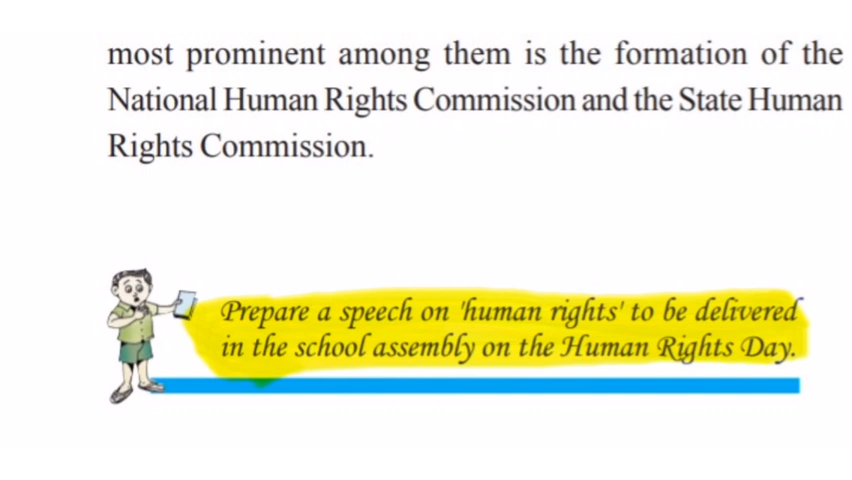 most prominent among them is the formation of the
National Human Rights Commission and the State Human
Rights Commission.
Prepare a speech on 'human rights' to be delivered
in the school assembly on the Human Rights Day.